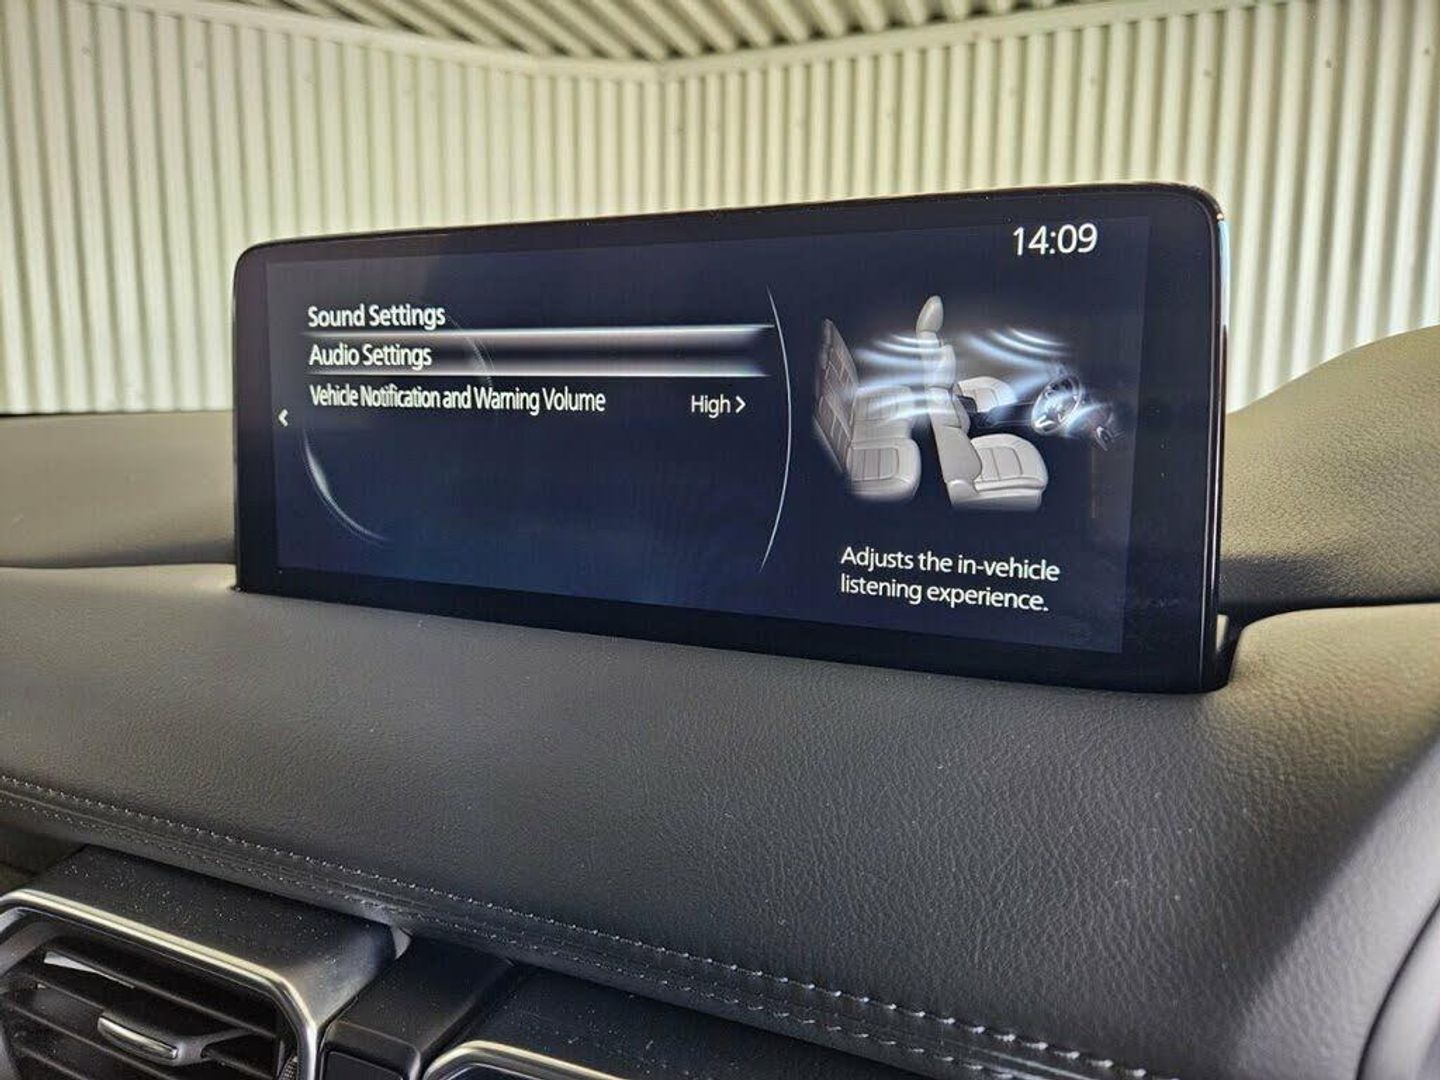 14:09
Sound Settings
Audio Settings
Vehicle Notification and Warning Volume High >
<
Adjusts the in-vehicle
listening experience.